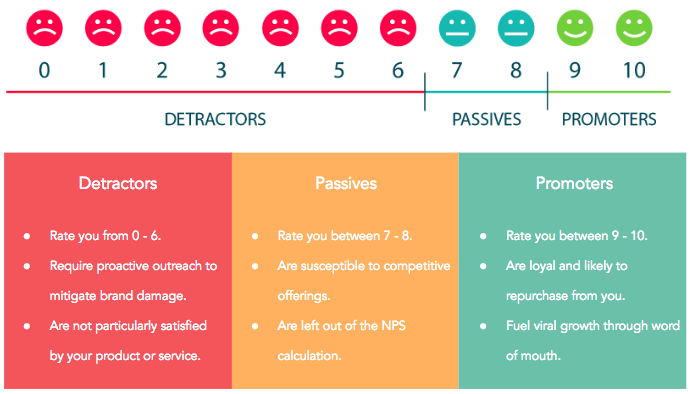 0 1 2 3 4 5 6 7 8 9 10
DETRACTORS PASSIVES PROMOTERS
Detractors
● Rate you from 0 - 6.
● Require proactive outreach to
mitigate brand damage.
● Are not particularly satisfied
by your product or service.
Passives
● Rate you between 7 - 8.
● Are susceptible to competitive
offerings.
● Are left out of the NPS
calculation.
Promoters
● Rate you between 9 - 10.
● Are loyal and likely to
repurchase from you.
● Fuel viral growth through word
of mouth.